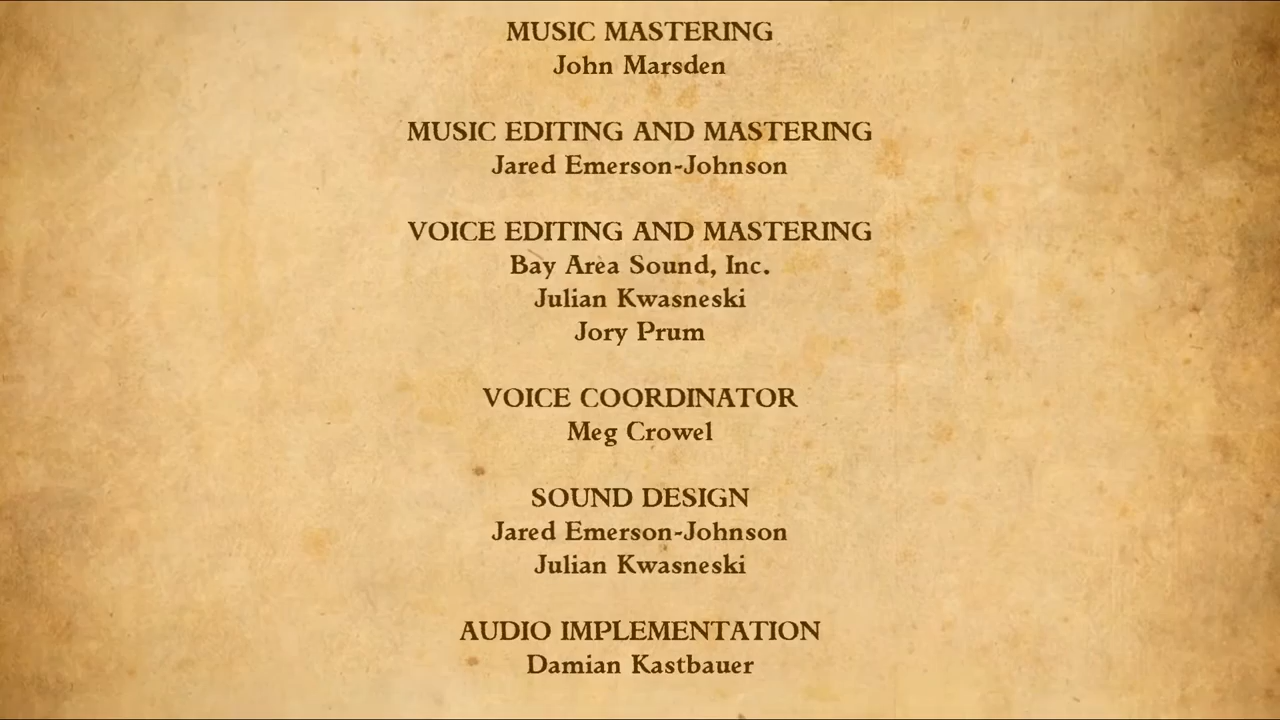 MUSIC MASTERING
John Marsden
MUSIC EDITING AND MASTERING
Jared Emerson-Johnson
VOICE EDITING AND MASTERING
Bay Area Sound, Inc.
Julian Kwasneski
Jory Prum
VOICE COORDINATOR
Meg Crowel
SOUND DESIGN
Jared Emerson-Johnson
Julian Kwasneski
AUDIO IMPLEMENTATION
Damian Kastbauer